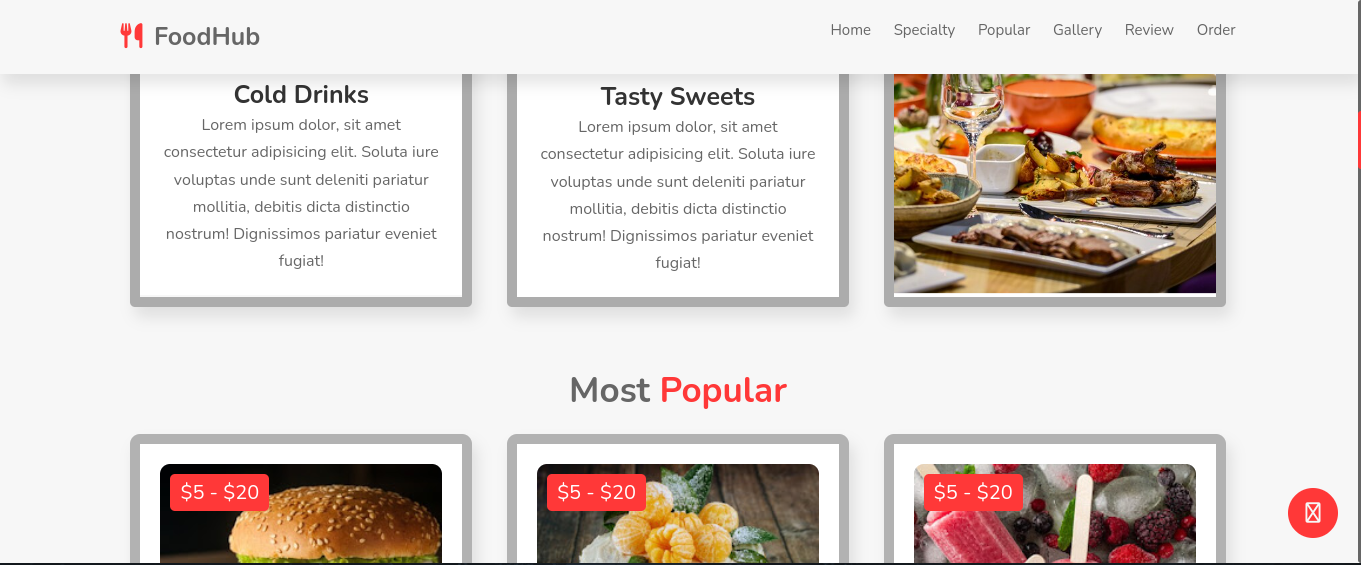 FoodHub
Home Specialty Popular Gallery Review Order
Cold Drinks
Lorem ipsum dolor, sit amet
consectetur adipisicing elit. Soluta iure
voluptas unde sunt deleniti pariatur
mollitia, debitis dicta distinctio
nostrum! Dignissimos pariatur eveniet
fugiat!
Tasty Sweets
Lorem ipsum dolor, sit amet
consectetur adipisicing elit. Soluta iure
voluptas unde sunt deleniti pariatur
mollitia, debitis dicta distinctio
nostrum! Dignissimos pariatur eveniet
fugiat!
Most Popular
$5 - $20
$5 - $20
$5 - $20